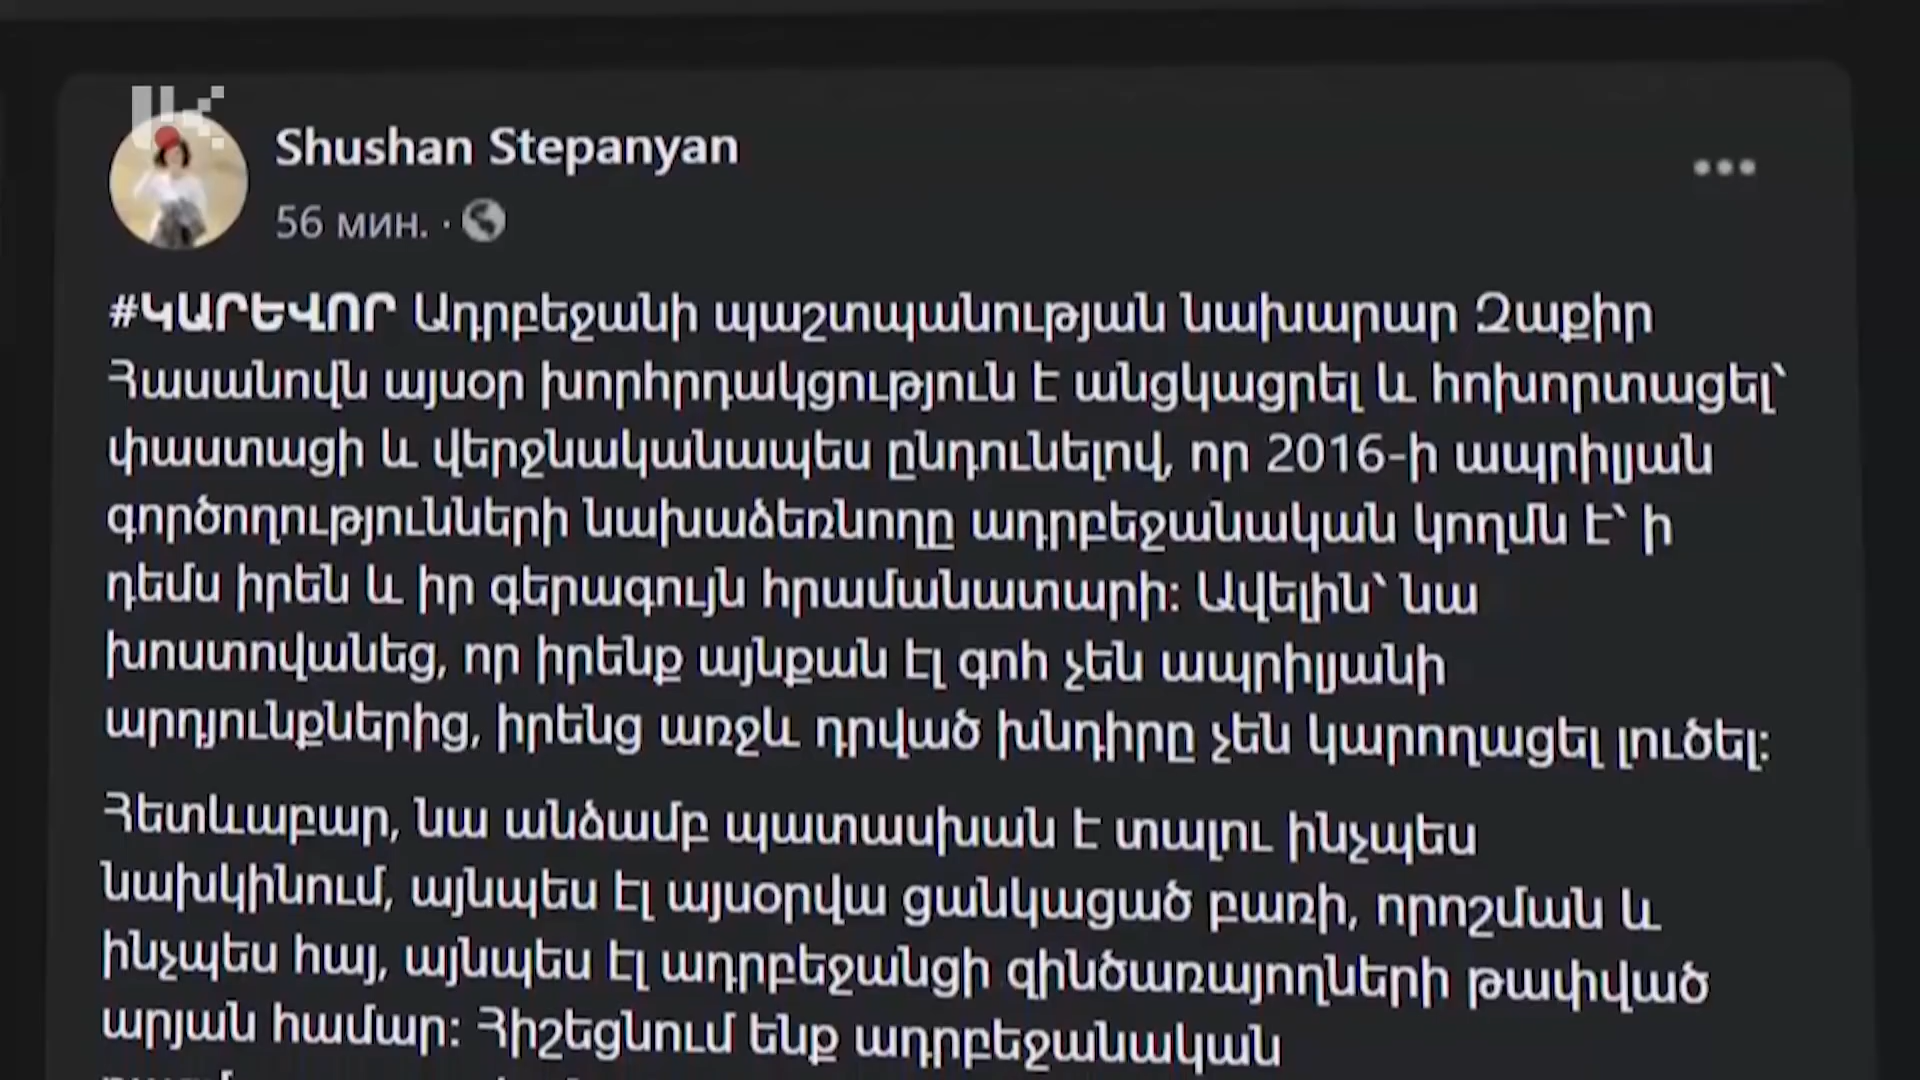 Shushan Stepanyan
56 мин. ·
#ԿԱՐԵՎՈՐ Ադրբեջանի պաշտպանության նախարար Զաքիր
Հասանովն այսօր խորհրդակցություն է անցկացրել և հոխորտացել՝
փաստացի և վերջնականապես ընդունելով, որ 2016-ի ապրիլյան
գործողությունների նախաձեռնողը ադրբեջանական կողմն է՝ ի
դեմս իրեն և իր գերագույն հրամանատարի: Ավելին՝ նա
խոստովանեց, որ իրենք այնքան էլ գոհ չեն ապրիլյանի
արդյունքներից, իրենց առջև դրված խնդիրը չեն կարողացել լուծել:
Հետևաբար, նա անձամբ պատասխան է տալու ինչպես
նախկինում, այնպես էլ այսօրվա ցանկացած բառի, որոշման և
ինչպես հայ, այնպես էլ ադրբեջանցի զինծառայողների թափված
արյան համար: Հիշեցնում ենք ադրբեջանական